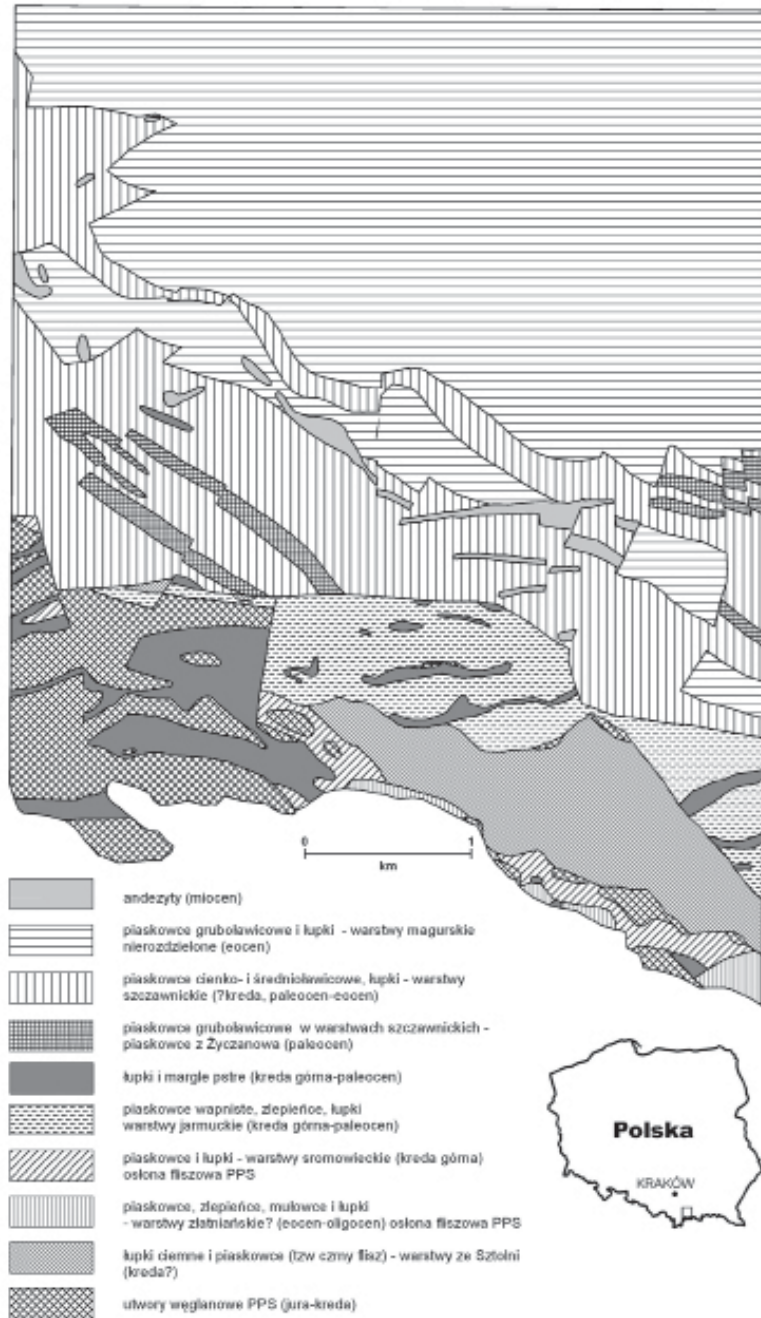 0 1
km
andezyty (miocen)
piaskowce gruboławicowe i łupki - warstwy magurskie
nierozdzielone (eocen)
piaskowce cienko- i średnioławicowe, łupki - warstwy
szczawnickie (?kreda, paleocen-eocen)
piaskowce gruboławicowe w warstwach szczawnickich -
piaskowce z Życzanowa (paleocen)
łupki i margle pstre (kreda górna-paleocen)
piaskowce wapniste, zlepieńce, łupki
warstwy jarmuckie (kreda górna-paleocen)
piaskowce i łupki - warstwy sromowieckie (kreda górna)
osłona fliszowa PPS
piaskowce, zlepieńce, mułowce i łupki
- warstwy złatniańskie? (eocen-oligocen) osłona fliszowa PPS
łupki ciemne i piaskowce (tzw czrny flisz) - warstwy ze Sztolni
(kreda?)
utwory węglanowe PPS (jura-kreda)
Polska
KRAKÓW